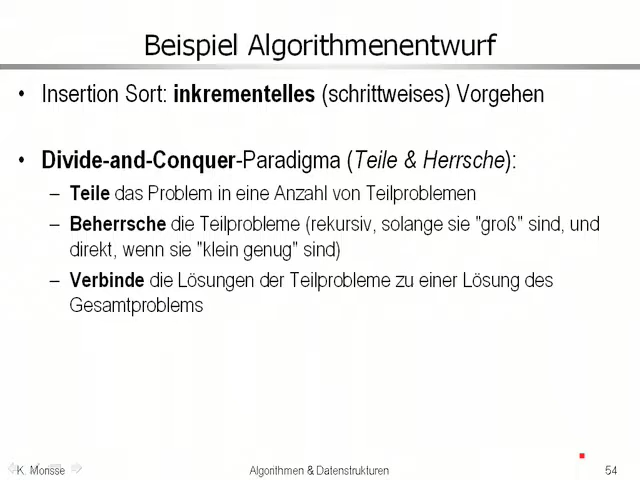 Beispiel Algorithmenentwurf
• Insertion Sort: inkrementelles (schrittweises) Vorgehen
• Divide-and-Conquer-Paradigma (Teile & Herrsche):
– Teile das Problem in eine Anzahl von Teilproblemen
– Beherrsche die Teilprobleme (rekursiv, solange sie "groß" sind, und
direkt, wenn sie "klein genug" sind)
– Verbinde die Lösungen der Teilprobleme zu einer Lösung des
Gesamtproblems
K. Morisse
Algorithmen & Datenstrukturen
54